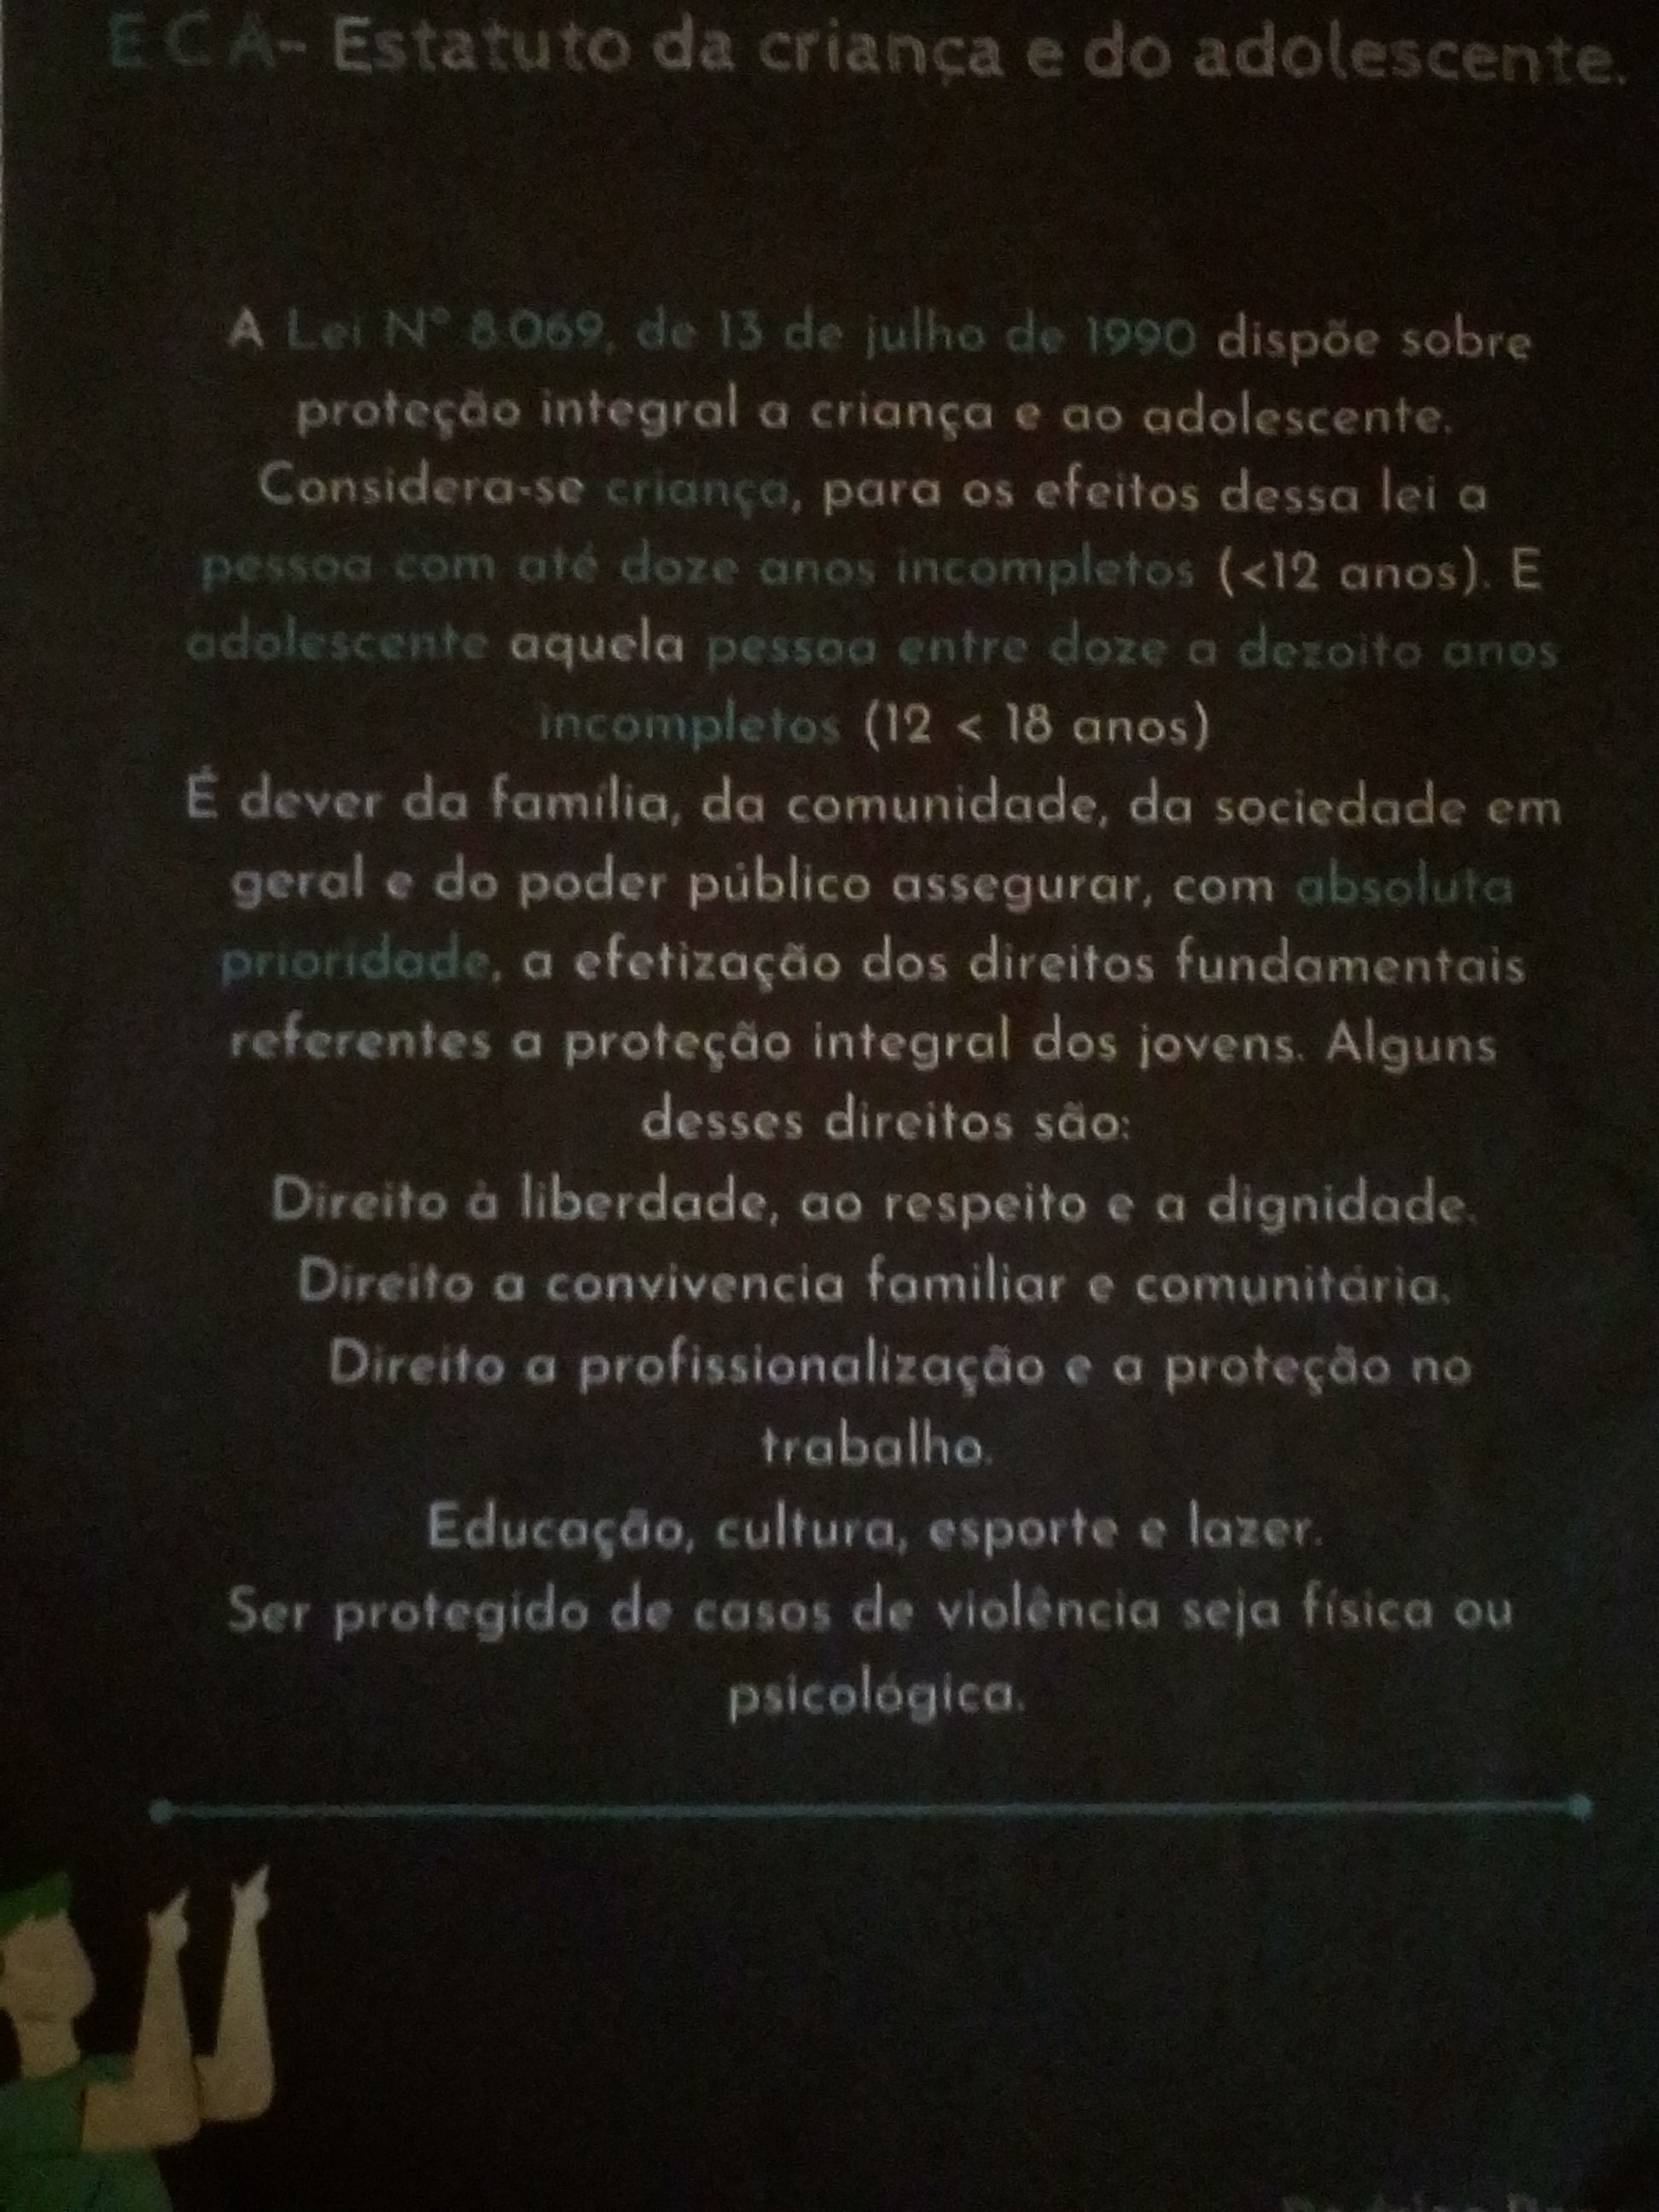 E C A- Estatuto da criança e do adolescente.
A Lei N° 8.069, de 13 de julho de 1990 dispõe sobre
proteção integral a criança e ao adolescente.
Considera-se criança, para os efeitos dessa lei a
pessoa com até doze anos incompletos (<12 anos). E
adolescente aquela pessoa entre doze a dezoito anos
incompletos (12 < 18 anos)
É dever da família, da comunidade, da sociedade em
geral e do poder público assegurar, com absoluta
prioridade, a efetização dos direitos fundamentais
referentes a proteção integral dos jovens. Alguns
desses direitos são:
Direito à liberdade, ao respeito e a dignidade.
Direito a convivencia familiar e comunitária.
Direito a profissionalização e a proteção no
trabalho.
Educação, cultura, esporte e lazer.
Ser protegido de casos de violência seja física ou
psicológica.